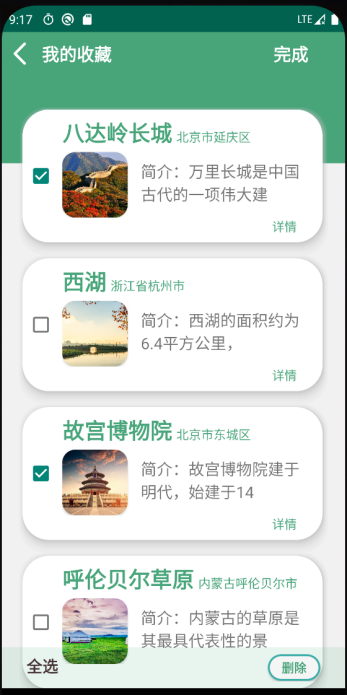 9:17 LTE
我的收藏 完成
八达岭长城 北京市延庆区
简介：万里长城是中国
古代的一项伟大建
详情
西湖 浙江省杭州市
简介：西湖的面积约为
6.4平方公里，
详情
故宫博物院 北京市东城区
简介：故宫博物院建于
明代，始建于14
详情
呼伦贝尔草原 内蒙古呼伦贝尔市
简介：内蒙古的草原是
其最具代表性的景
全选 删除